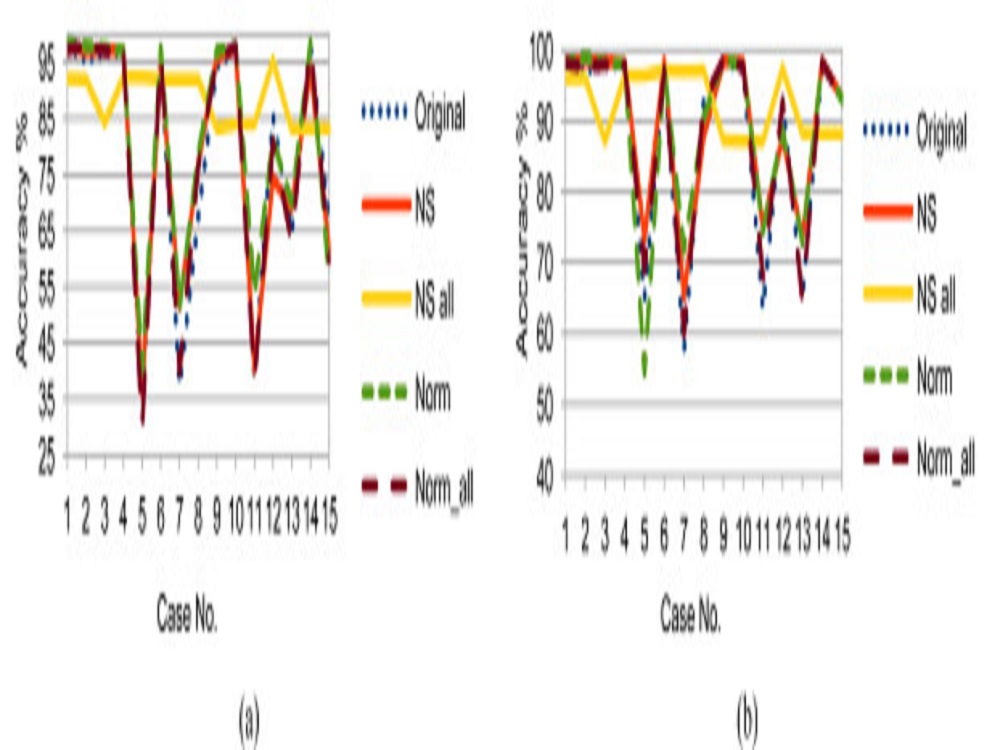 Accuracy %
95
85
75
65
55
45
35
25
1 2 3 4 5 6 7 8 9 10 11 12 13 14 15
Case No.
Original
NS
NS all
Norm
Norm_all
(a)
Accuracy %
100
90
80
70
60
50
40
1 2 3 4 5 6 7 8 9 10 11 12 13 14 15
Case No.
Original
NS
NS all
Norm
Norm_all
(b)